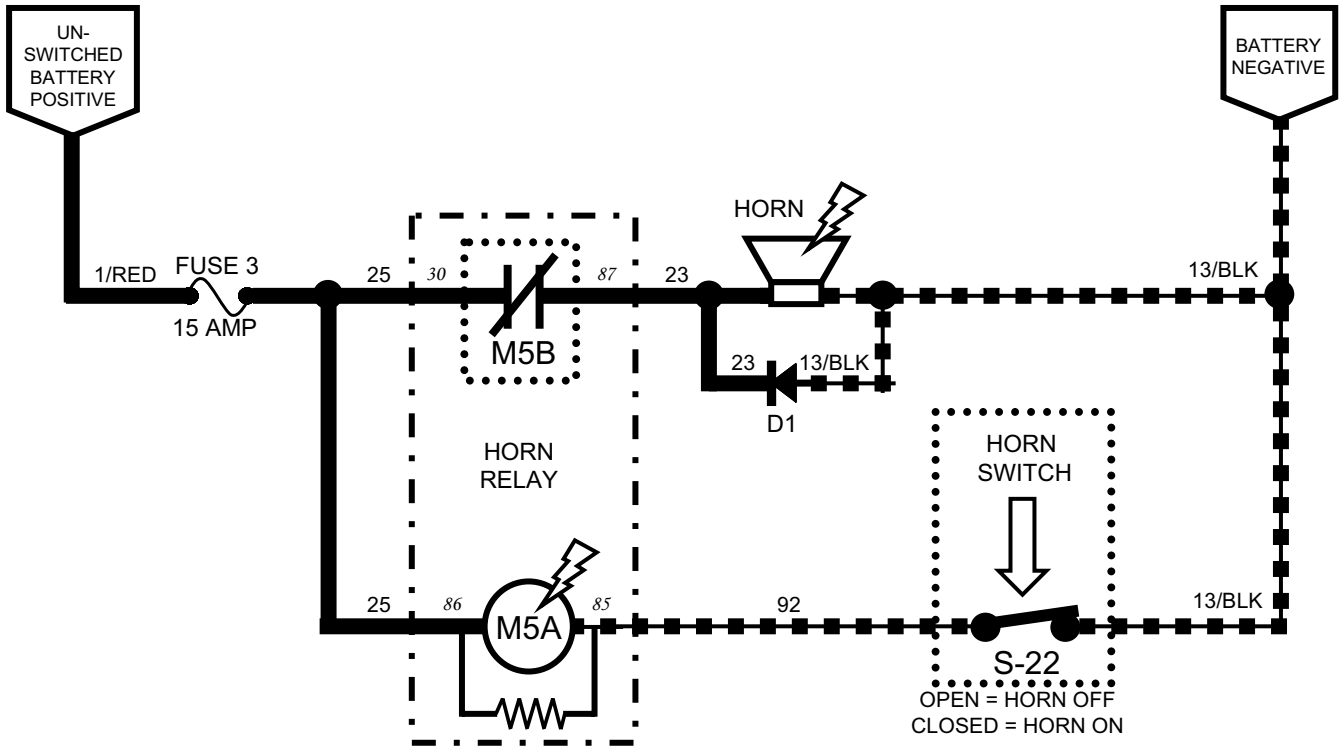 UN-
SWITCHED
BATTERY
POSITIVE
BATTERY
NEGATIVE
HORN
1/RED
FUSE 3
15 AMP
25
30
87
23
13/BLK
M5B
23
13/BLK
D1
HORN
RELAY
HORN
SWITCH
25
86
M5A
85
92
13/BLK
S-22
OPEN = HORN OFF
CLOSED = HORN ON